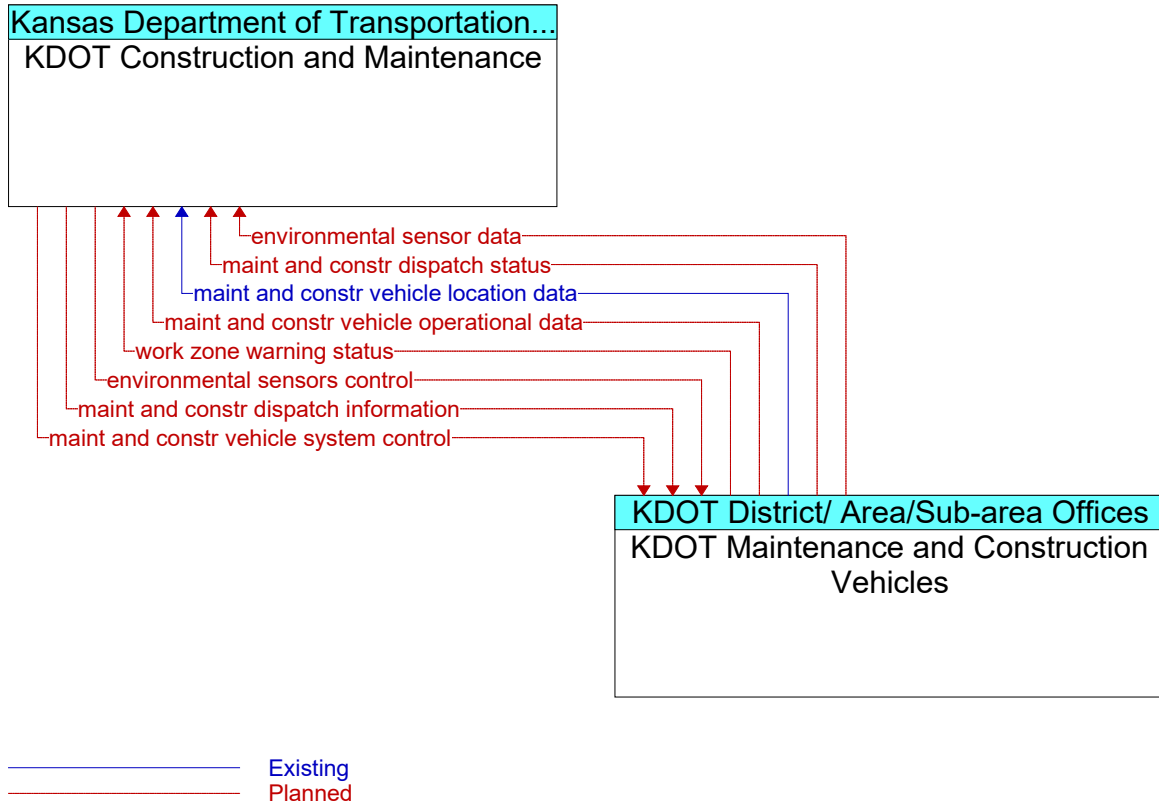 Kansas Department of Transportation...
KDOT Construction and Maintenance
environmental sensor data
maint and constr dispatch status
maint and constr vehicle location data
maint and constr vehicle operational data
work zone warning status
environmental sensors control
maint and constr dispatch information
maint and constr vehicle system control
KDOT District/ Area/Sub-area Offices
KDOT Maintenance and Construction
Vehicles
Existing
Planned